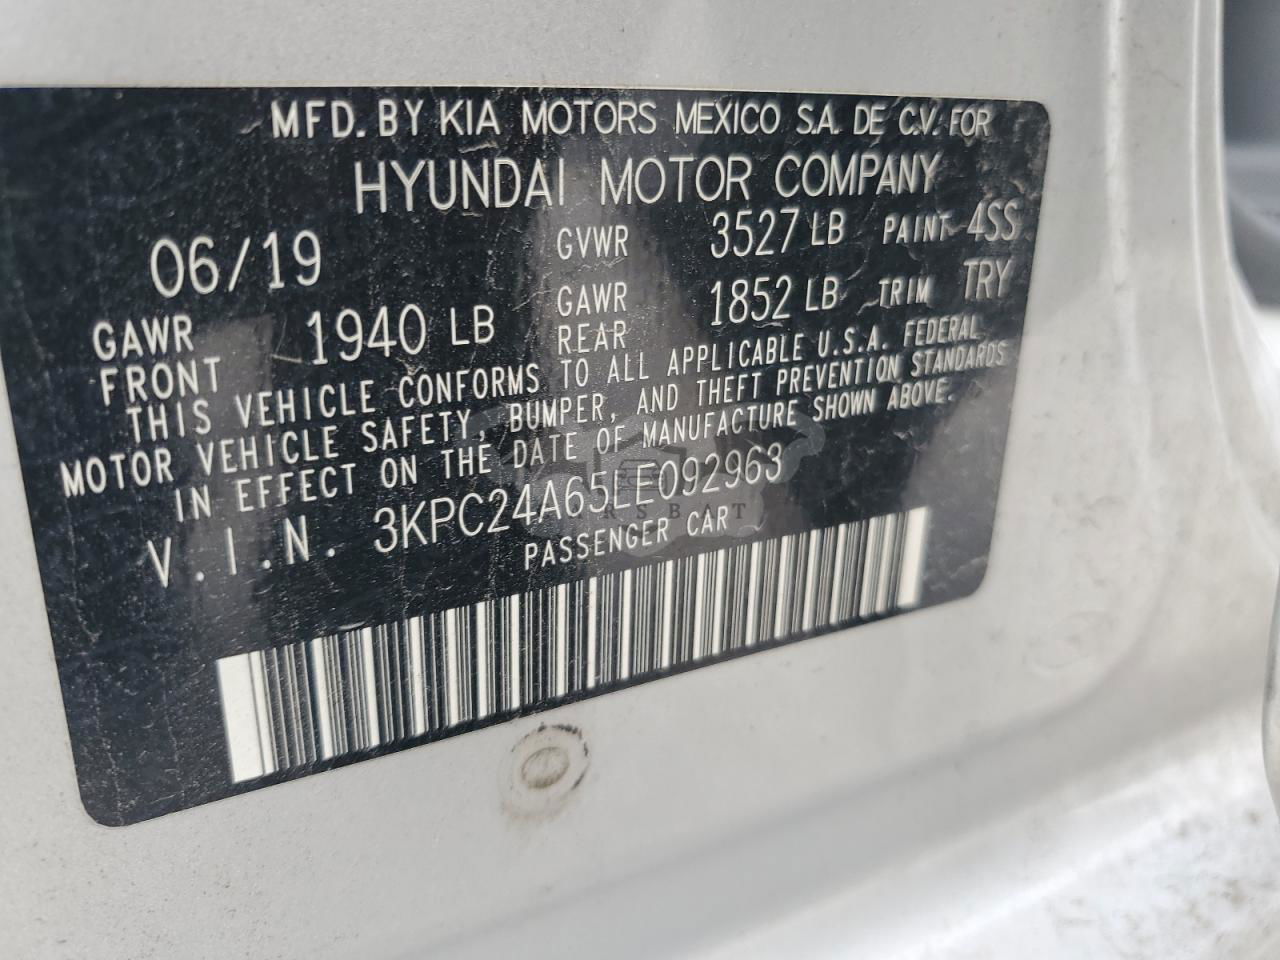 MFD. BY KIA MOTORS MEXICO S.A. DE C.V. FOR
HYUNDAI MOTOR COMPANY
06/19 GVWR 3527 LB PAINT 4SS
GAWR FRONT 1940 LB GAWR REAR 1852 LB TRIM TRY
THIS VEHICLE CONFORMS TO ALL APPLICABLE U.S.A. FEDERAL
MOTOR VEHICLE SAFETY, BUMPER, AND THEFT PREVENTION STANDARDS
IN EFFECT ON THE DATE OF MANUFACTURE SHOWN ABOVE.
V.I.N. 3KPC24A65LE092963
PASSENGER CAR